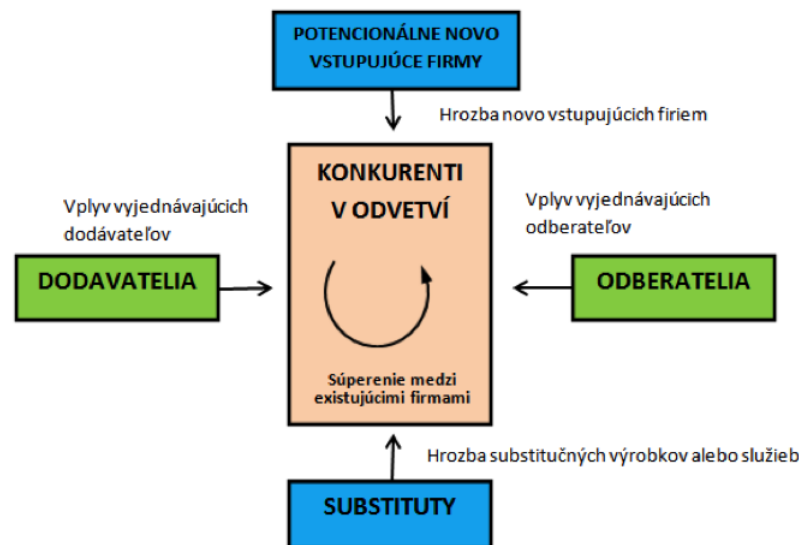 POTENCIONÁLNE NOVO
VSTUPUJÚCE FIRMY
Hrozba novo vstupujúcich firiem
KONKURENTI
V ODVETVÍ
Vplyv vyjednávajúcich
dodávateľov
Vplyv vyjednávajúcich
odberateľov
DODAVATELIA
ODBERATELIA
Súperenie medzi
existujúcimi firmami
Hrozba substitučných výrobkov alebo služieb
SUBSTITUTY